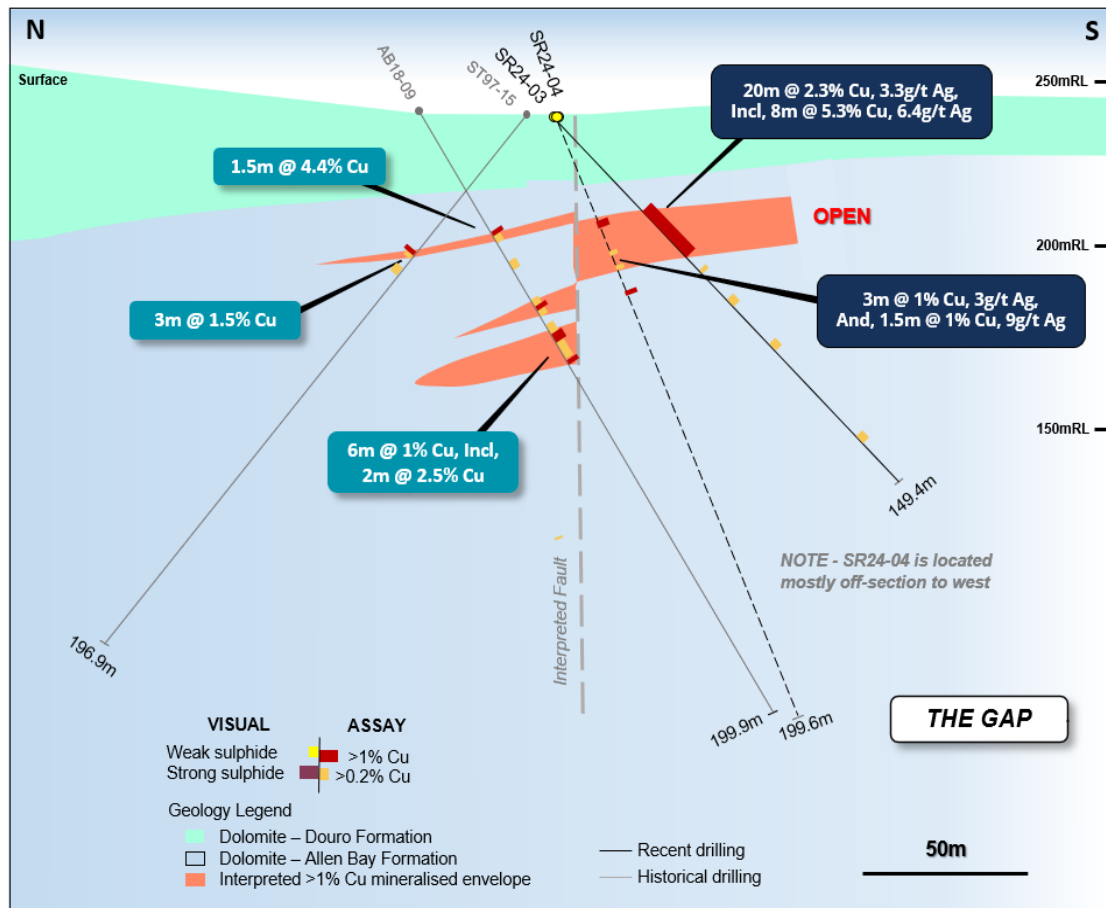 N
S
Surface
AB18-09
ST97-15
SR24-03
SR24-04
250mRL
20m @ 2.3% Cu, 3.3g/t Ag,
Incl, 8m @ 5.3% Cu, 6.4g/t Ag
1.5m @ 4.4% Cu
OPEN
200mRL
3m @ 1.5% Cu
3m @ 1% Cu, 3g/t Ag,
And, 1.5m @ 1% Cu, 9g/t Ag
6m @ 1% Cu, Incl,
2m @ 2.5% Cu
150mRL
149.4m
NOTE - SR24-04 is located
mostly off-section to west
Interpreted Fault
196.9m
199.9m
199.6m
THE GAP
VISUAL
ASSAY
Weak sulphide
>1% Cu
Strong sulphide
>0.2% Cu
Geology Legend
Dolomite – Douro Formation
Dolomite – Allen Bay Formation
Interpreted >1% Cu mineralised envelope
Recent drilling
Historical drilling
50m